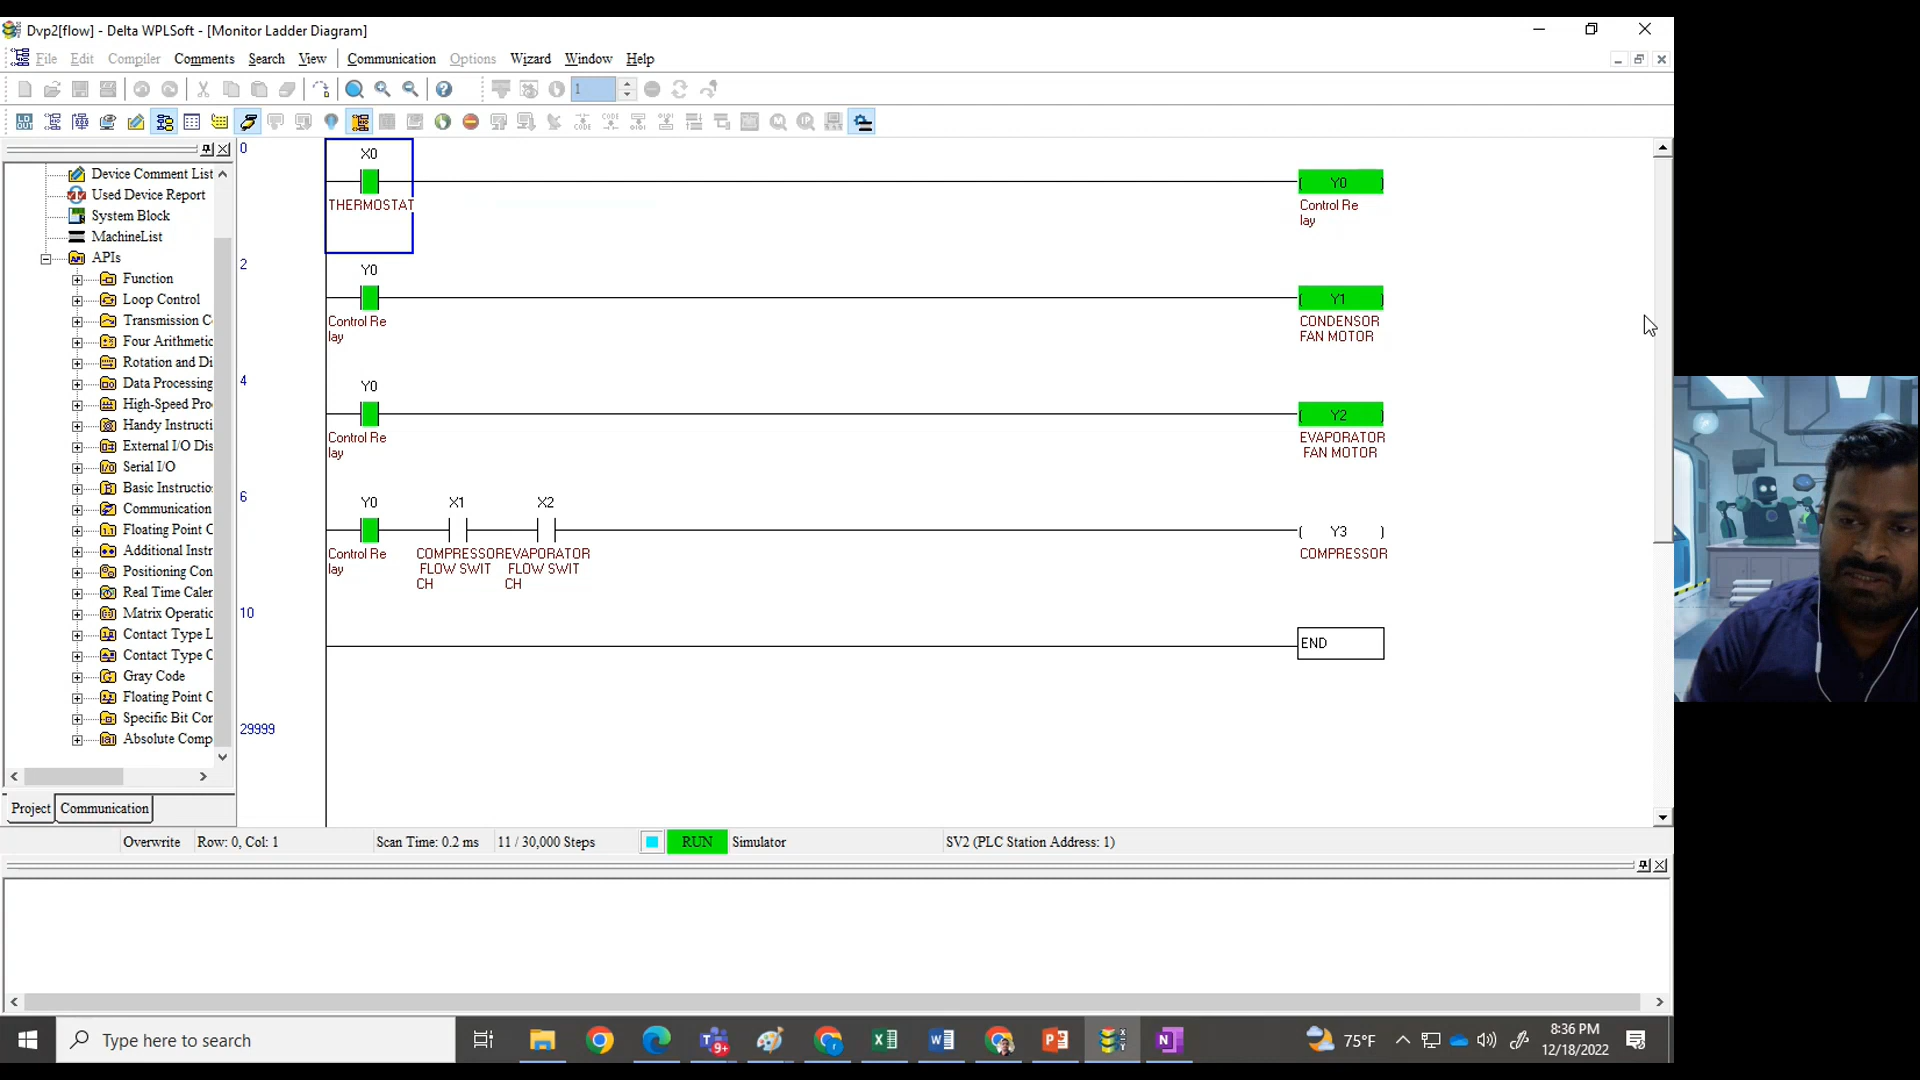 Dvp2[flow] - Delta WPLSoft - [Monitor Ladder Diagram]
File Edit Compiler Comments Search View Communication Options Wizard Window Help
1
Device Comment List
Used Device Report
System Block
MachineList
APIs
Function
Loop Control
Transmission C
Four Arithmetic
Rotation and Di
Data Processing
High-Speed Pro
Handy Instructi
External I/O Dis
Serial I/O
Basic Instructio
Communication
Floating Point C
Additional Instr
Positioning Con
Real Time Caler
Matrix Operatic
Contact Type L
Contact Type C
Gray Code
Floating Point C
Specific Bit Cor
Absolute Comp
Project Communication
0
X0
Y0
THERMOSTAT
Control Re
lay
2
Y0
Y1
Control Re
lay
CONDENSOR
FAN MOTOR
4
Y0
Y2
Control Re
lay
EVAPORATOR
FAN MOTOR
6
Y0 X1 X2
Y3
Control Re
lay
COMPRESSOR
FLOW SWIT
CH
EVAPORATOR
FLOW SWIT
CH
COMPRESSOR
10
END
29999
Overwrite Row: 0, Col: 1 Scan Time: 0.2 ms 11 / 30,000 Steps RUN Simulator SV2 (PLC Station Address: 1)
Type here to search
9+
75°F
8:36 PM
12/18/2022